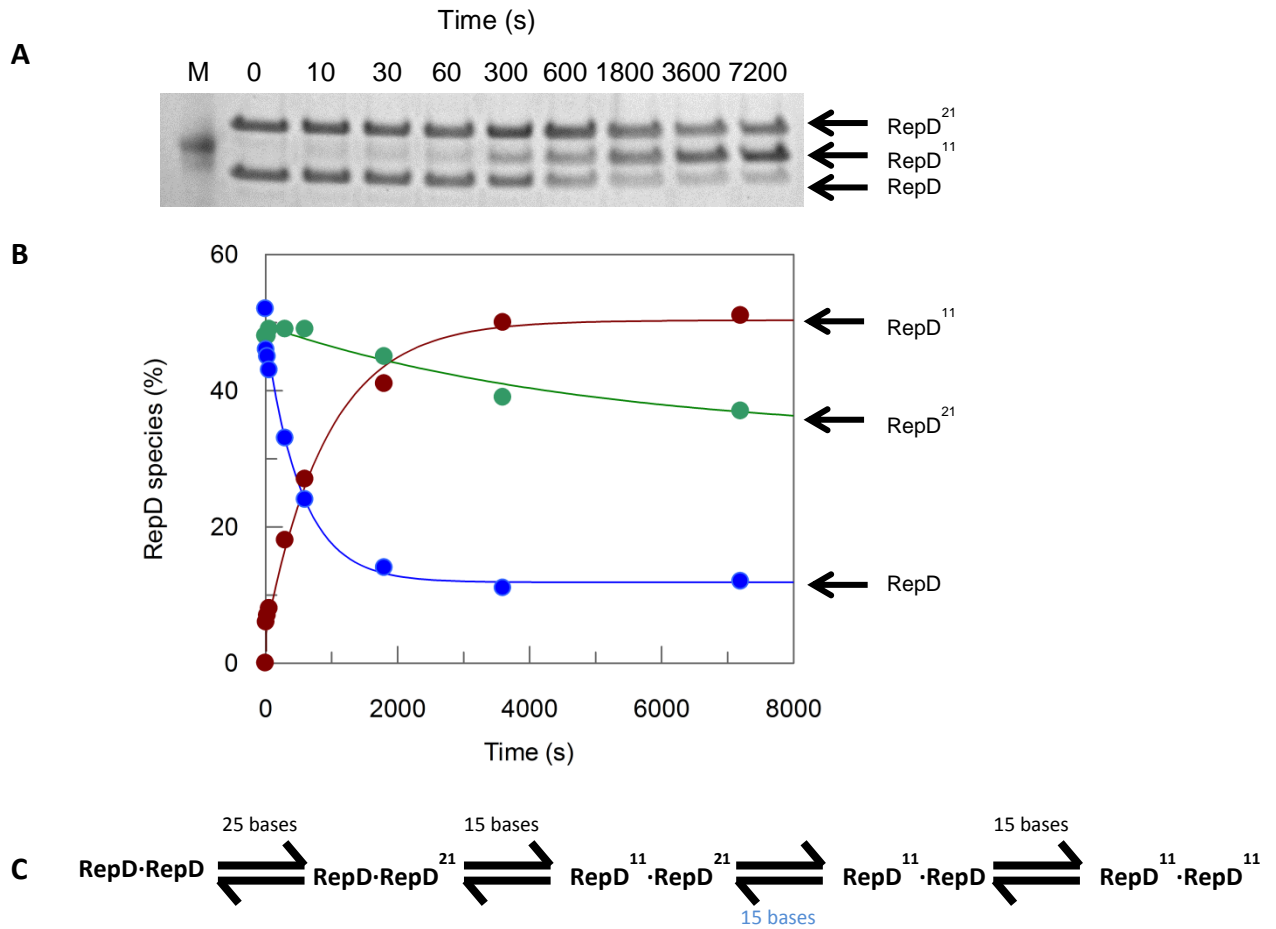 Time (s)
A
M 0 10 30 60 300 600 1800 3600 7200
RepD²¹
RepD¹¹
RepD
B
60
40
20
0
RepD species (%)
0 2000 4000 6000 8000
Time (s)
RepD¹¹
RepD²¹
RepD
C
25 bases 15 bases 15 bases
RepD·RepD RepD·RepD²¹ RepD¹¹·RepD²¹ RepD¹¹·RepD RepD¹¹·RepD¹¹
15 bases